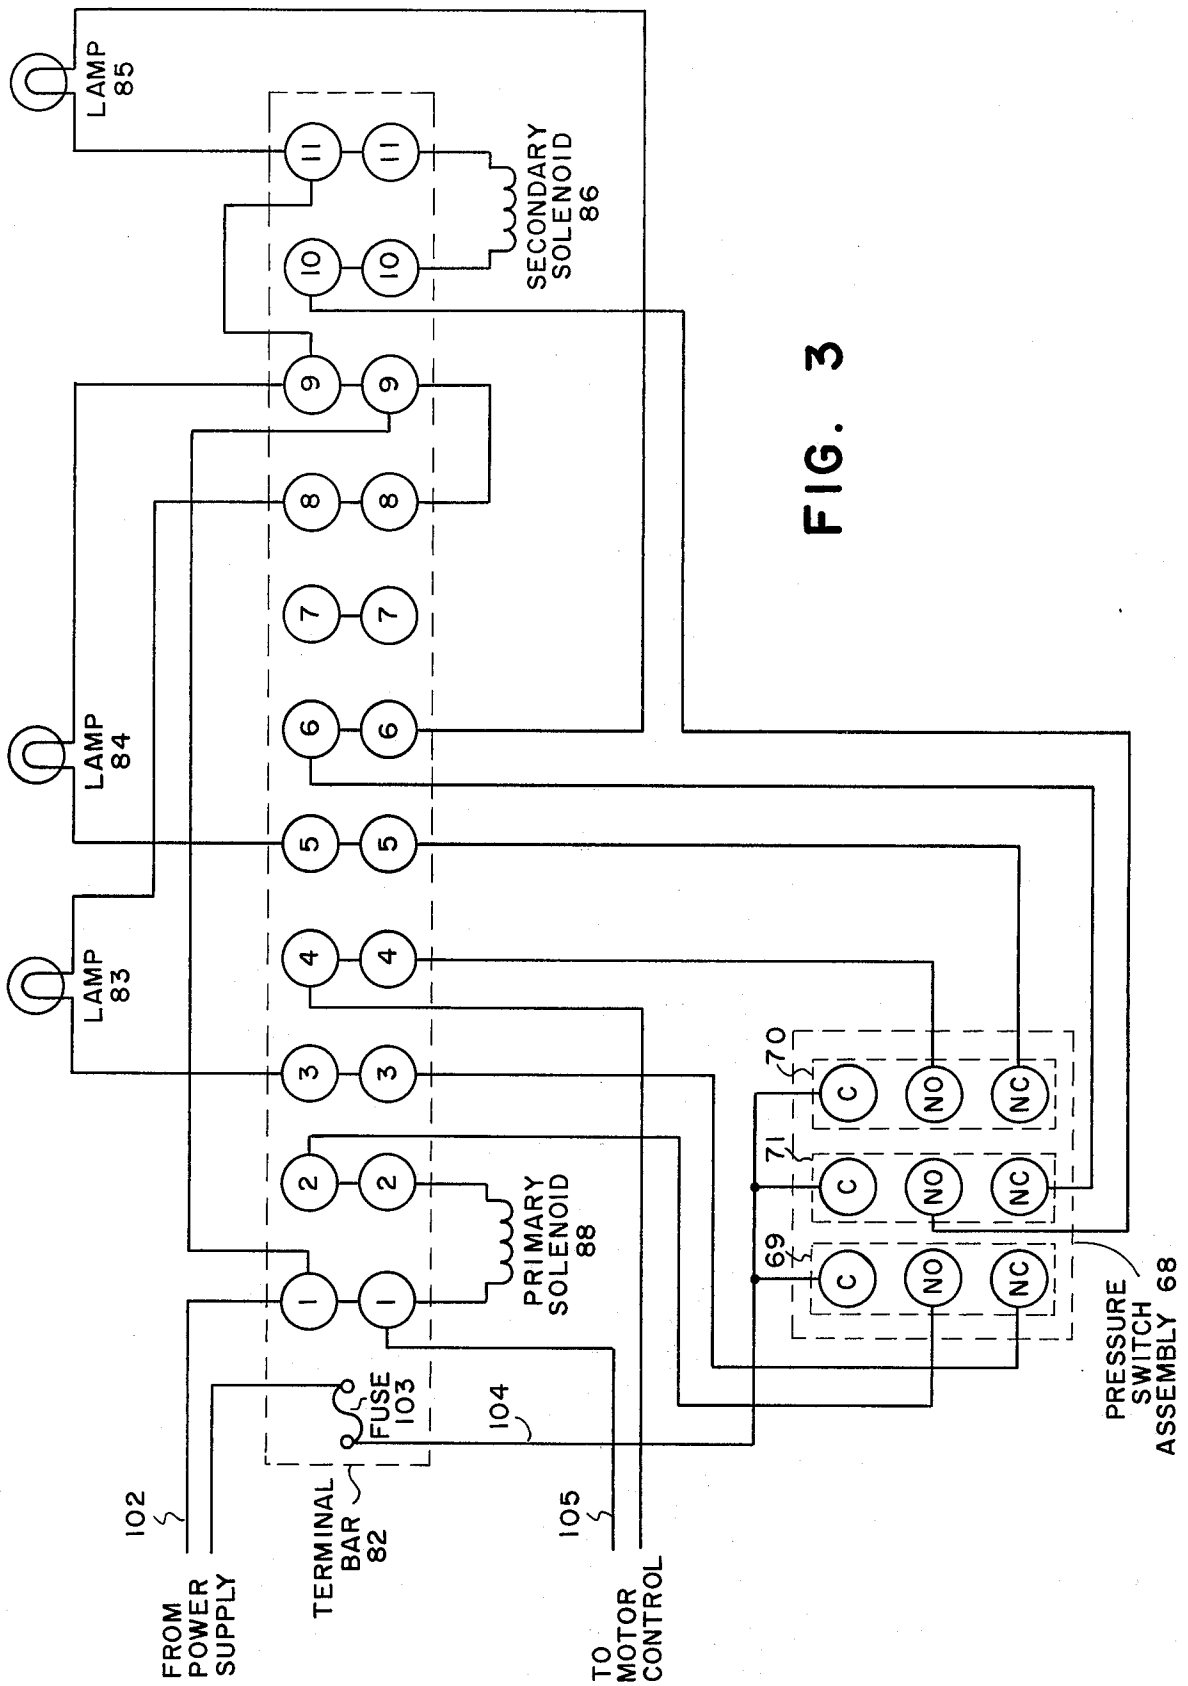 LAMP
83
LAMP
84
LAMP
85
FROM
POWER
SUPPLY
102
TERMINAL
BAR
82
FUSE
103
1
2
3
4
5
6
7
8
9
10
11
1
2
3
4
5
6
7
8
9
10
11
PRIMARY
SOLENOID
88
SECONDARY
SOLENOID
86
104
105
TO
MOTOR
CONTROL
69
71
70
C
C
C
NO
NO
NO
NC
NC
NC
PRESSURE
SWITCH
ASSEMBLY 68
FIG. 3